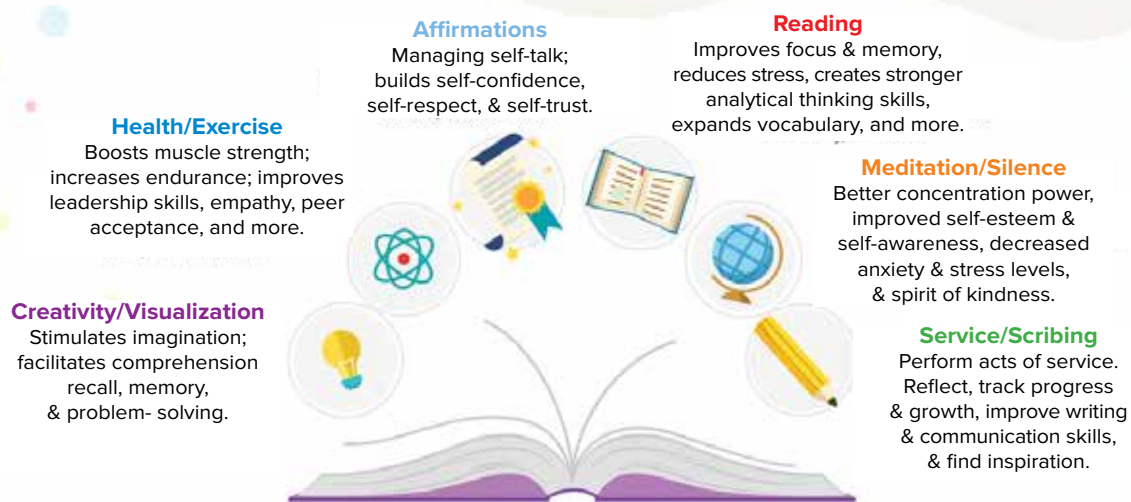 Affirmations
Managing self-talk;
builds self-confidence,
self-respect, & self-trust.
Reading
Improves focus & memory,
reduces stress, creates stronger
analytical thinking skills,
expands vocabulary, and more.
Health/Exercise
Boosts muscle strength;
increases endurance; improves
leadership skills, empathy, peer
acceptance, and more.
Meditation/Silence
Better concentration power,
improved self-esteem &
self-awareness, decreased
anxiety & stress levels,
& spirit of kindness.
Creativity/Visualization
Stimulates imagination;
facilitates comprehension
recall, memory,
& problem- solving.
Service/Scribing
Perform acts of service.
Reflect, track progress
& growth, improve writing
& communication skills,
& find inspiration.